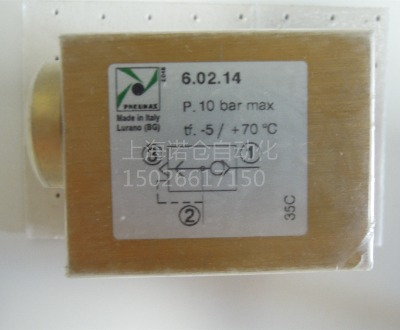 PNEUMAX
Made in Italy
Lurano (BG)
6.02.14
P. 10 bar max
tf. -5 / +70 °C
3
1
2
35C
上海诺仓自动化
15026617150